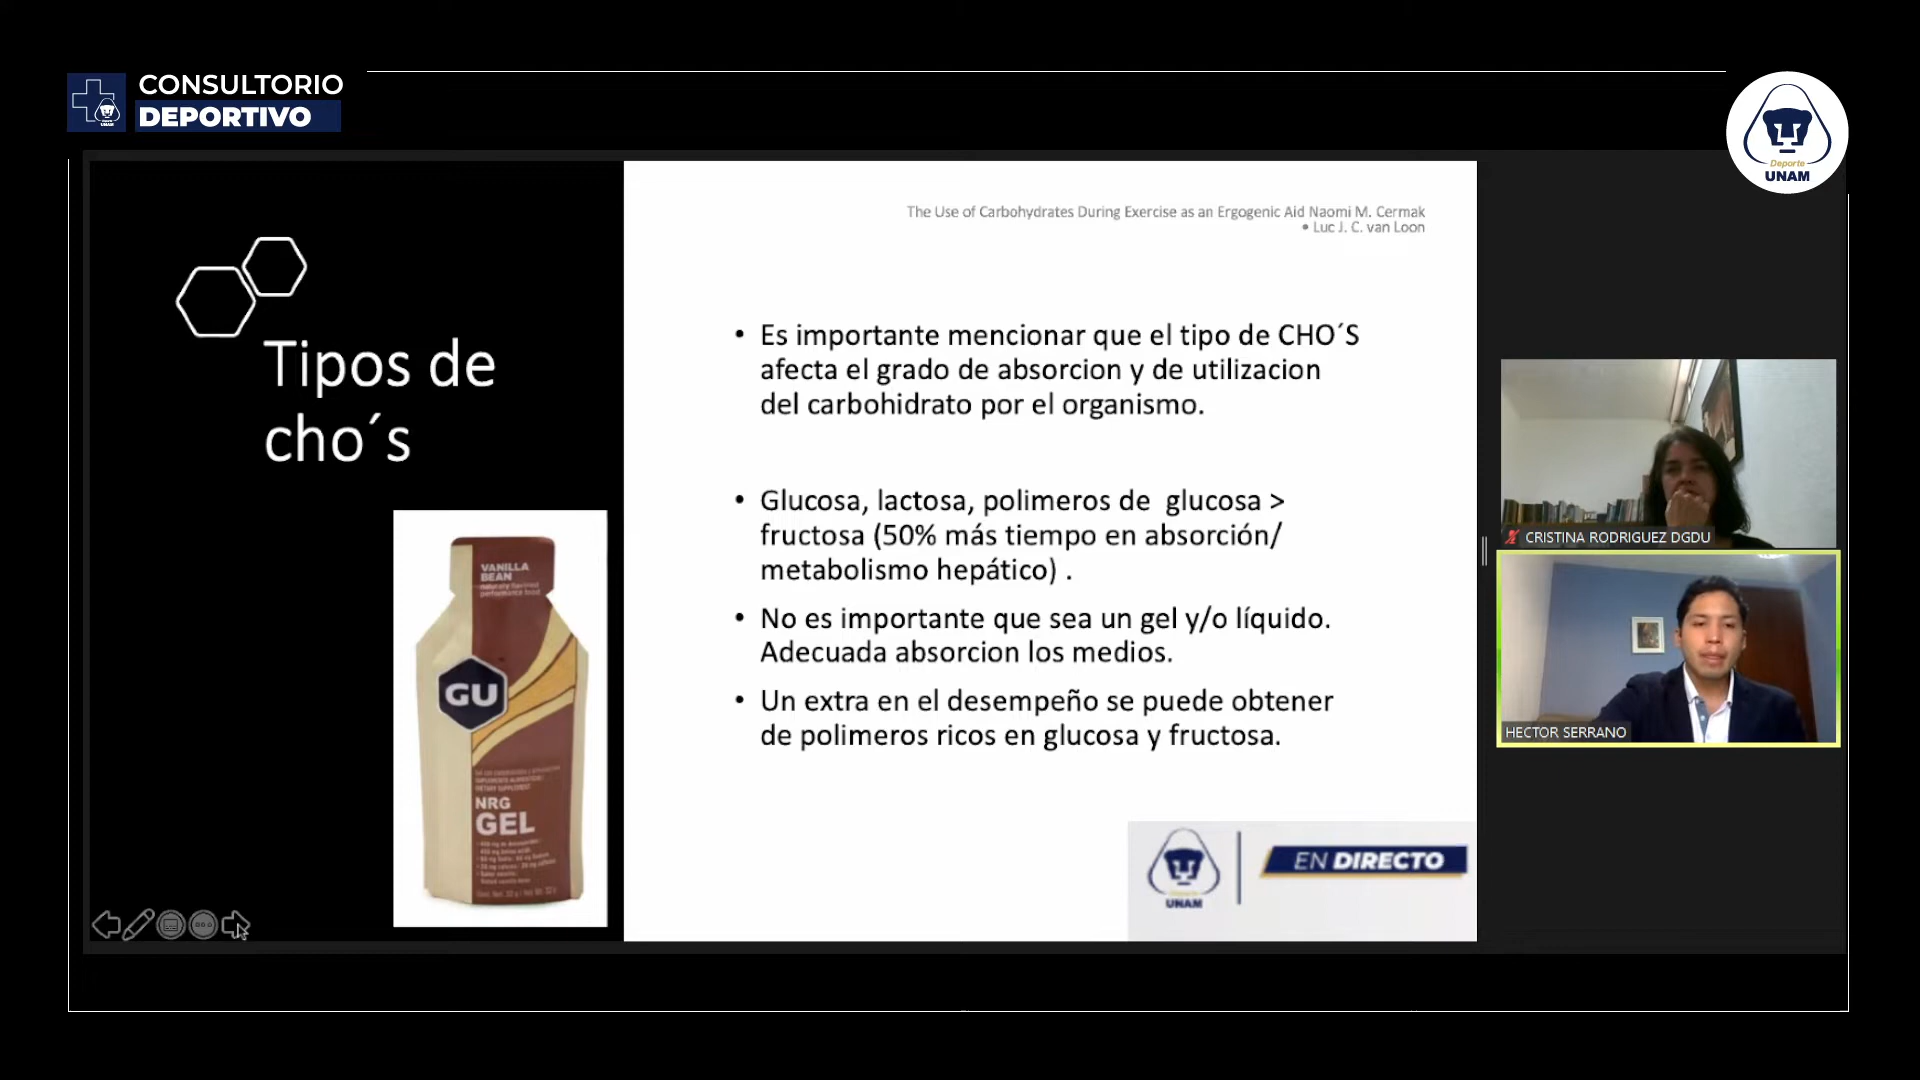 CONSULTORIO
DEPORTIVO
Deporte
UNAM
The Use of Carbohydrates During Exercise as an Ergogenic Aid Naomi M. Cermak
• Luc J. C. van Loon
Tipos de
cho´s
• Es importante mencionar que el tipo de CHO´S
afecta el grado de absorcion y de utilizacion
del carbohidrato por el organismo.
• Glucosa, lactosa, polimeros de glucosa >
fructosa (50% más tiempo en absorción/
metabolismo hepático) .
• No es importante que sea un gel y/o líquido.
Adecuada absorcion los medios.
• Un extra en el desempeño se puede obtener
de polimeros ricos en glucosa y fructosa.
VANILLA
BEAN
naturally flavored
performance food
GU
NRG
GEL
CRISTINA RODRIGUEZ DGDU
HECTOR SERRANO
UNAM
EN DIRECTO